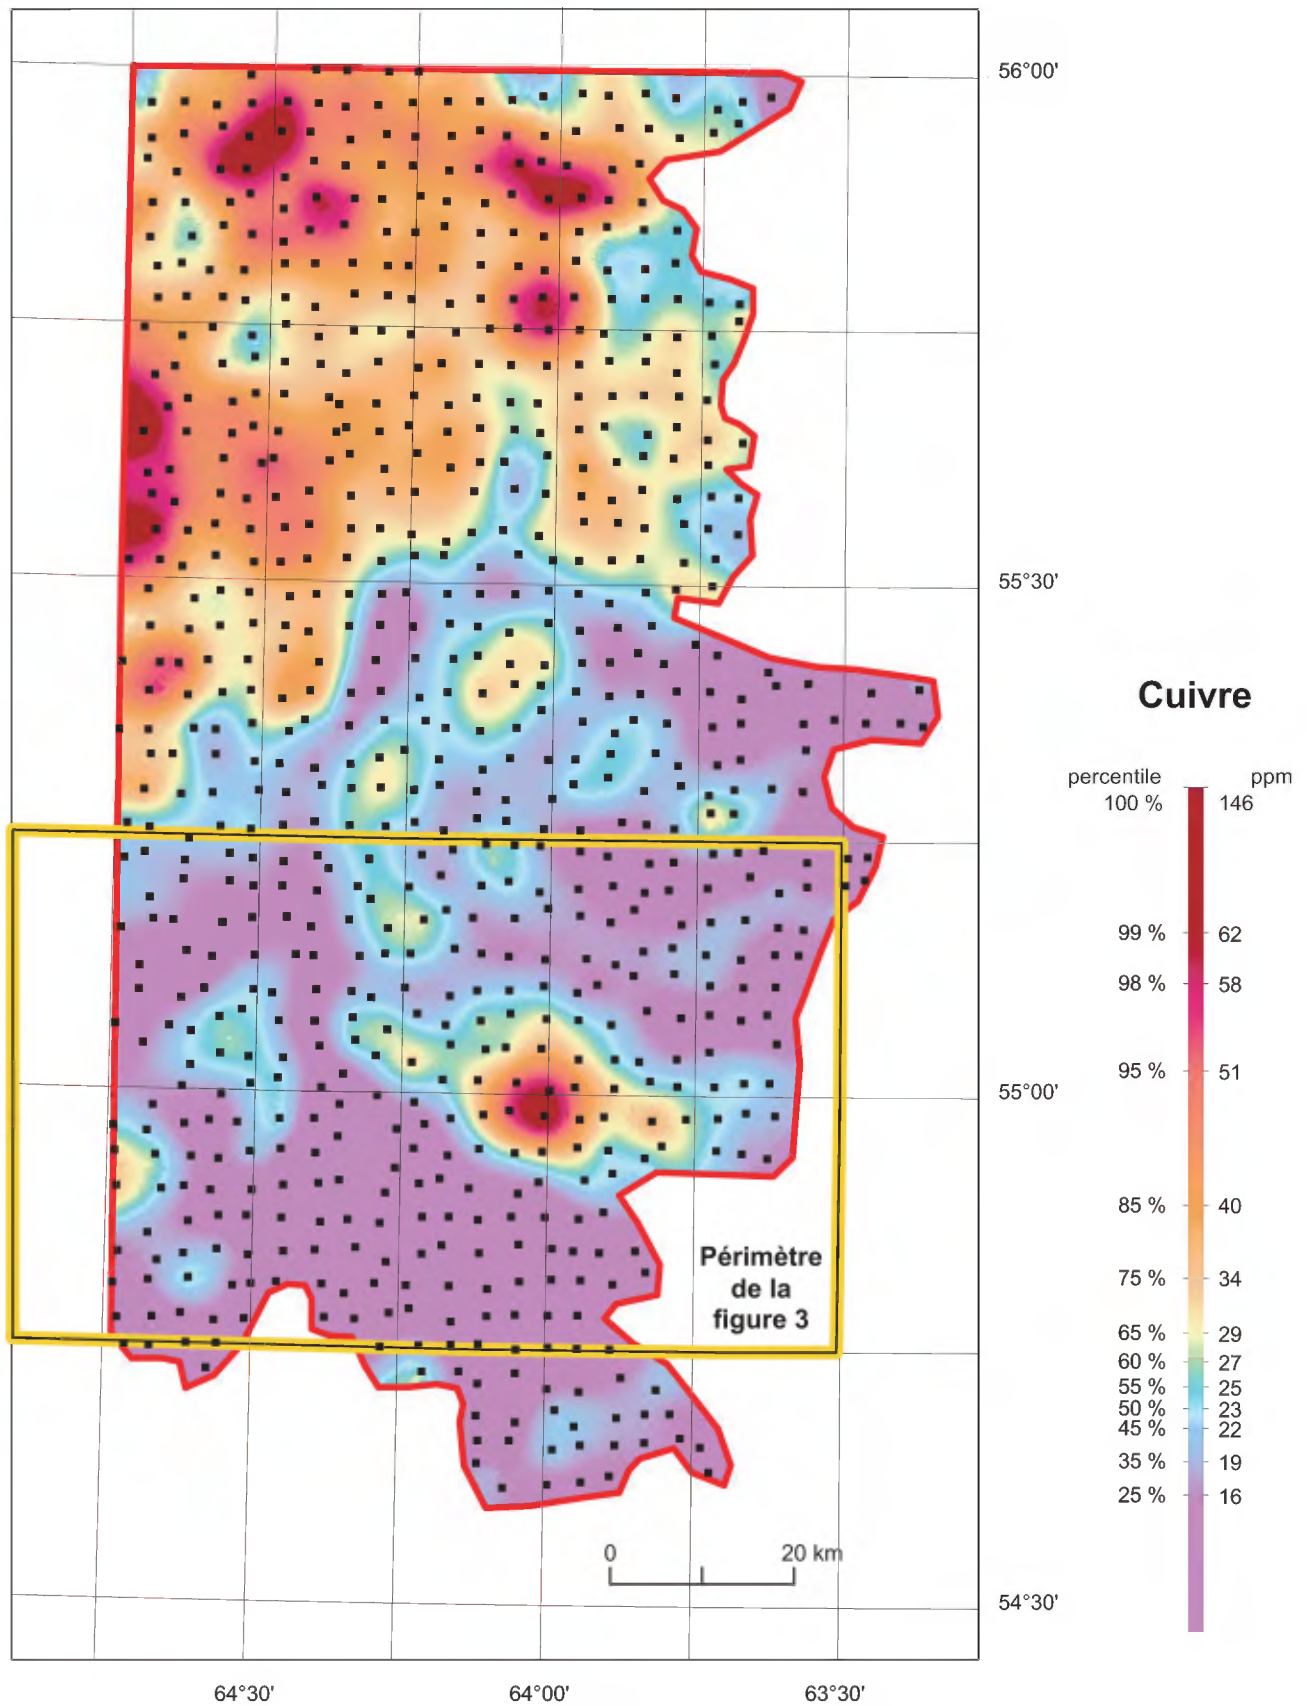 56°00'
55°30'
Cuivre
percentile ppm
100 % 146
99 % 62
98 % 58
95 % 51
85 % 40
75 % 34
65 % 29
60 % 27
55 % 25
50 % 23
45 % 22
35 % 19
25 % 16
55°00'
Périmètre
de la
figure 3
0 20 km
54°30'
64°30' 64°00' 63°30'